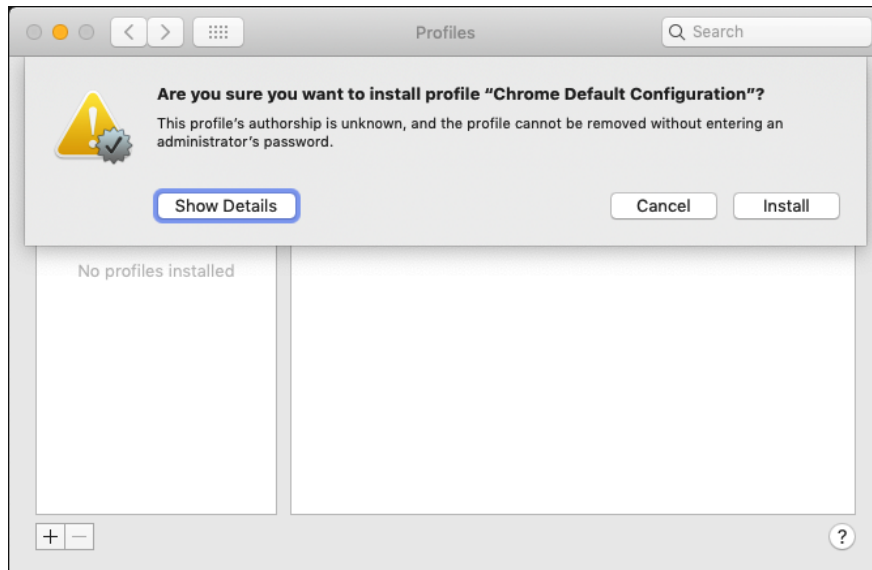 Profiles
Search
Are you sure you want to install profile “Chrome Default Configuration”?
This profile’s authorship is unknown, and the profile cannot be removed without entering an
administrator’s password.
Show Details
Cancel
Install
No profiles installed
+
−
?